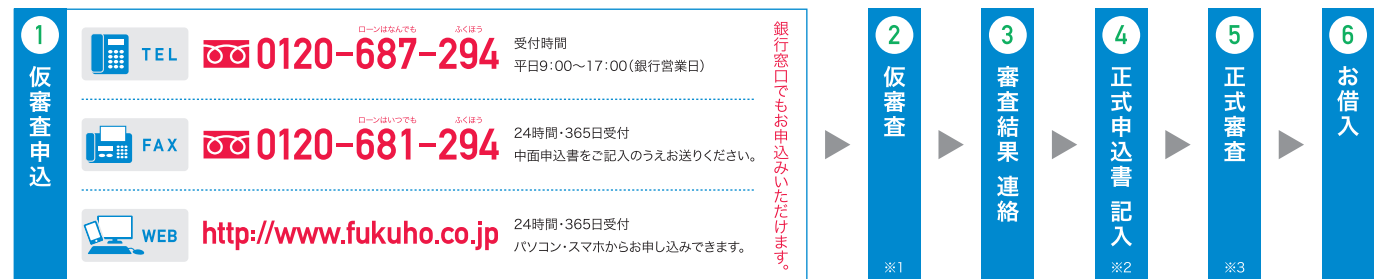 1
仮審査申込
TEL
ローンはなんでも ふくほう
0120-687-294
受付時間
平日9:00〜17:00(銀行営業日)
FAX
ローンはいつでも ふくほう
0120-681-294
24時間・365日受付
中面申込書をご記入のうえお送りください。
WEB
http://www.fukuho.co.jp
24時間・365日受付
パソコン・スマホからお申し込みできます。
銀行窓口でもお申込みいただけます。
2
仮審査
※1
3
審査結果 連絡
4
正式申込書 記入
※2
5
正式審査
※3
6
お借入